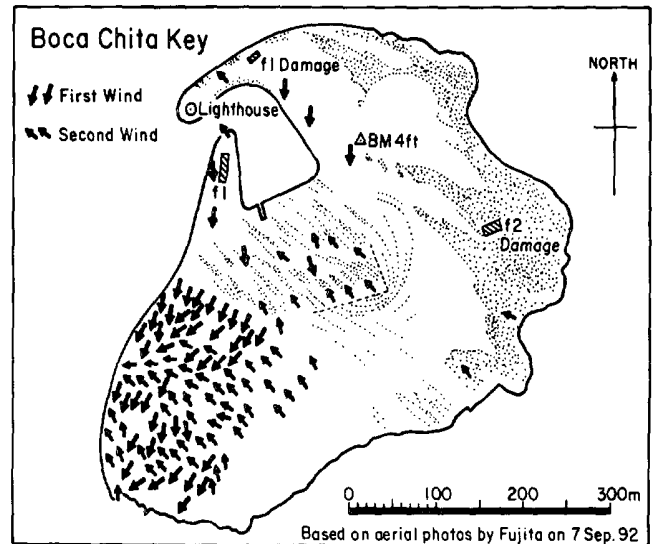 Boca Chita Key
First Wind
Second Wind
f1 Damage
Lighthouse
BM 4ft
NORTH
f1
f2
Damage
0 100 200 300m
Based on aerial photos by Fujita on 7 Sep. 92